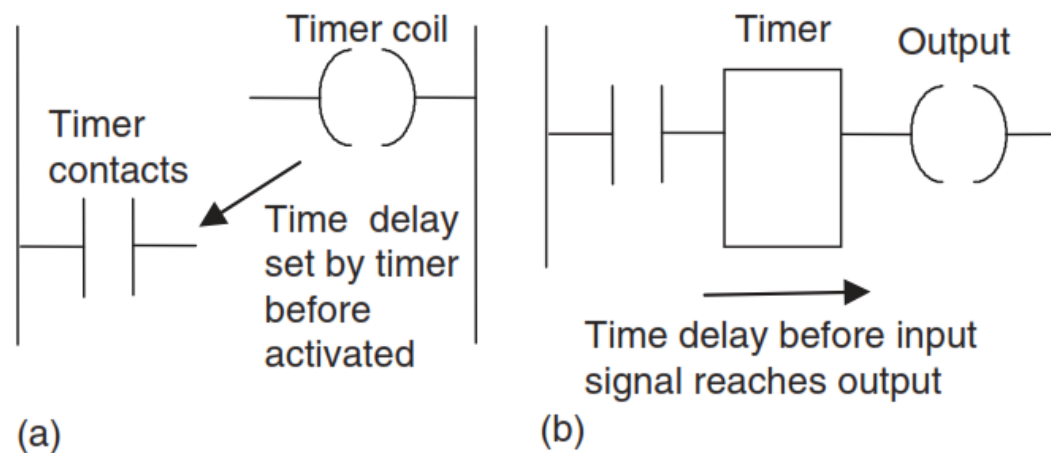 Timer coil
Timer
contacts
Time delay
set by timer
before
activated
(a)
Timer
Output
Time delay before input
signal reaches output
(b)